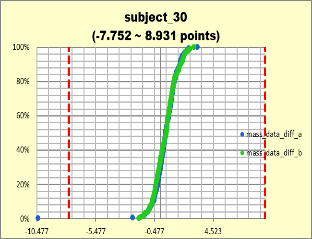 subject_30
(-7.752 ~ 8.931 points)
100%
80%
60%
40%
20%
0%
mass_data_diff_a
mass_data_diff_b
-10.477
-5.477
-0.477
4.523